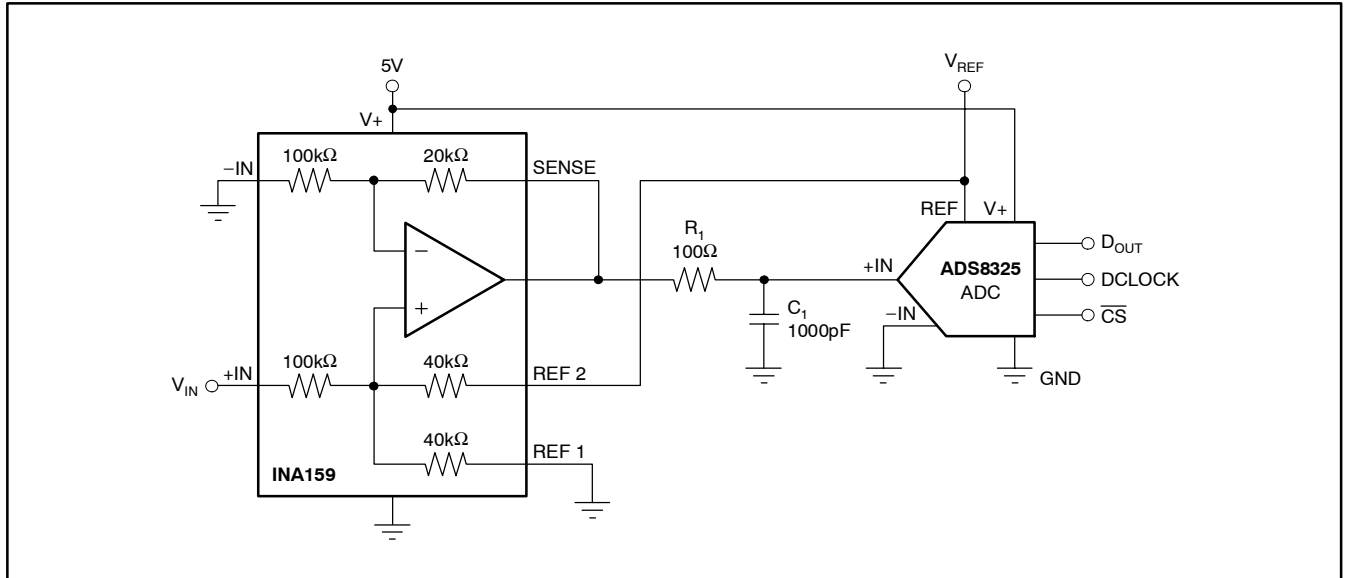 5V
V_REF
V+
−IN
100kΩ
20kΩ
SENSE
REF
V+
R_1
100Ω
+IN
ADS8325
ADC
D_OUT
DCLOCK
C̅S̅
−
+
C_1
1000pF
−IN
GND
V_IN
+IN
100kΩ
40kΩ
REF 2
40kΩ
REF 1
INA159